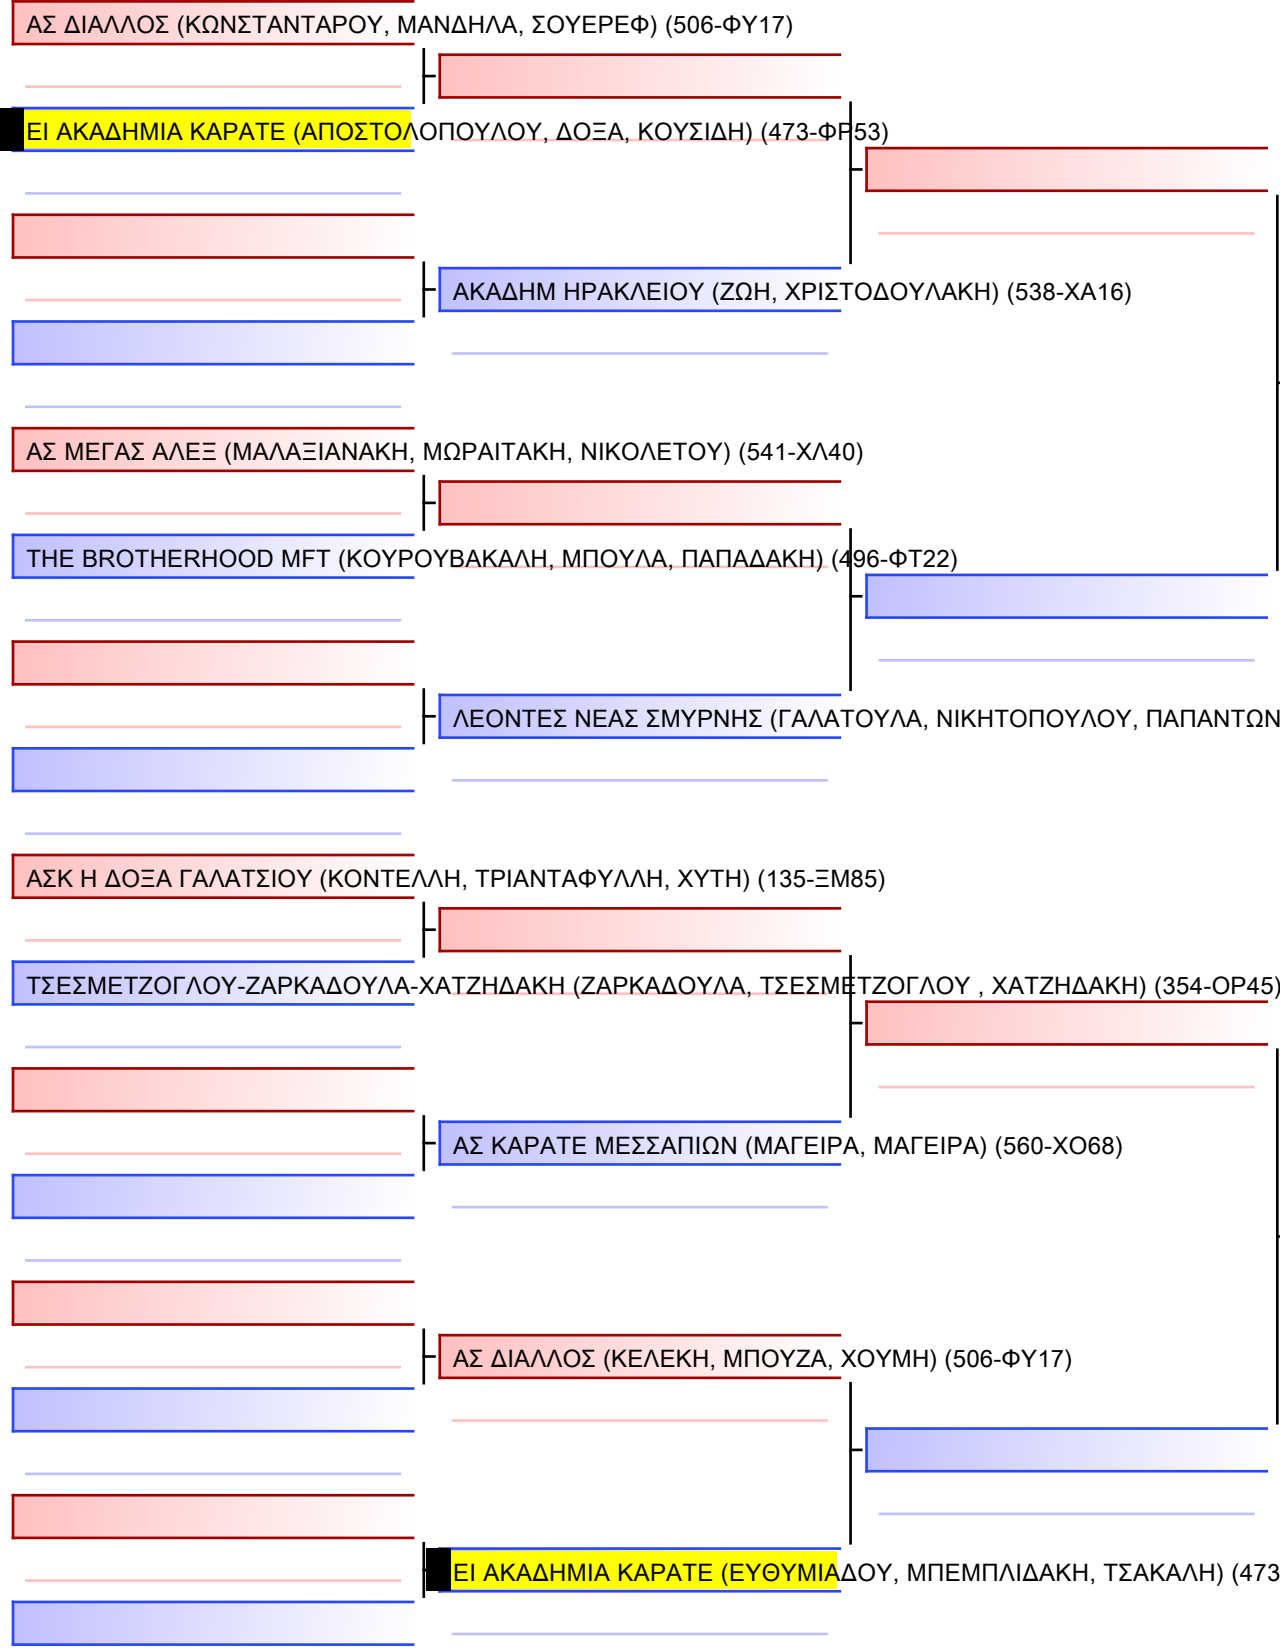 ΑΣ ΔΙΑΛΛΟΣ (ΚΩΝΣΤΑΝΤΑΡΟΥ, ΜΑΝΔΗΛΑ, ΣΟΥΕΡΕΦ) (506-ΦΥ17)
ΕΙ ΑΚΑΔΗΜΙΑ ΚΑΡΑΤΕ (ΑΠΟΣΤΟΛΟΠΟΥΛΟΥ, ΔΟΞΑ, ΚΟΥΣΙΔΗ) (473-ΦΡ53)
ΑΚΑΔΗΜ ΗΡΑΚΛΕΙΟΥ (ΖΩΗ, ΧΡΙΣΤΟΔΟΥΛΑΚΗ) (538-ΧΑ16)
ΑΣ ΜΕΓΑΣ ΑΛΕΞ (ΜΑΛΑΞΙΑΝΑΚΗ, ΜΩΡΑΙΤΑΚΗ, ΝΙΚΟΛΕΤΟΥ) (541-ΧΛ40)
THE BROTHERHOOD MFT (ΚΟΥΡΟΥΒΑΚΑΛΗ, ΜΠΟΥΛΑ, ΠΑΠΑΔΑΚΗ) (496-ΦΤ22)
ΛΕΟΝΤΕΣ ΝΕΑΣ ΣΜΥΡΝΗΣ (ΓΑΛΑΤΟΥΛΑ, ΝΙΚΗΤΟΠΟΥΛΟΥ, ΠΑΠΑΝΤΩΝ
ΑΣΚ Η ΔΟΞΑ ΓΑΛΑΤΣΙΟΥ (ΚΟΝΤΕΛΛΗ, ΤΡΙΑΝΤΑΦΥΛΛΗ, ΧΥΤΗ) (135-ΞΜ85)
ΤΣΕΣΜΕΤΖΟΓΛΟΥ-ΖΑΡΚΑΔΟΥΛΑ-ΧΑΤΖΗΔΑΚΗ (ΖΑΡΚΑΔΟΥΛΑ, ΤΣΕΣΜΕΤΖΟΓΛΟΥ , ΧΑΤΖΗΔΑΚΗ) (354-ΟΡ45)
ΑΣ ΚΑΡΑΤΕ ΜΕΣΣΑΠΙΩΝ (ΜΑΓΕΙΡΑ, ΜΑΓΕΙΡΑ) (560-ΧΟ68)
ΑΣ ΔΙΑΛΛΟΣ (ΚΕΛΕΚΗ, ΜΠΟΥΖΑ, ΧΟΥΜΗ) (506-ΦΥ17)
ΕΙ ΑΚΑΔΗΜΙΑ ΚΑΡΑΤΕ (ΕΥΘΥΜΙΑΔΟΥ, ΜΠΕΜΠΛΙΔΑΚΗ, ΤΣΑΚΑΛΗ) (473